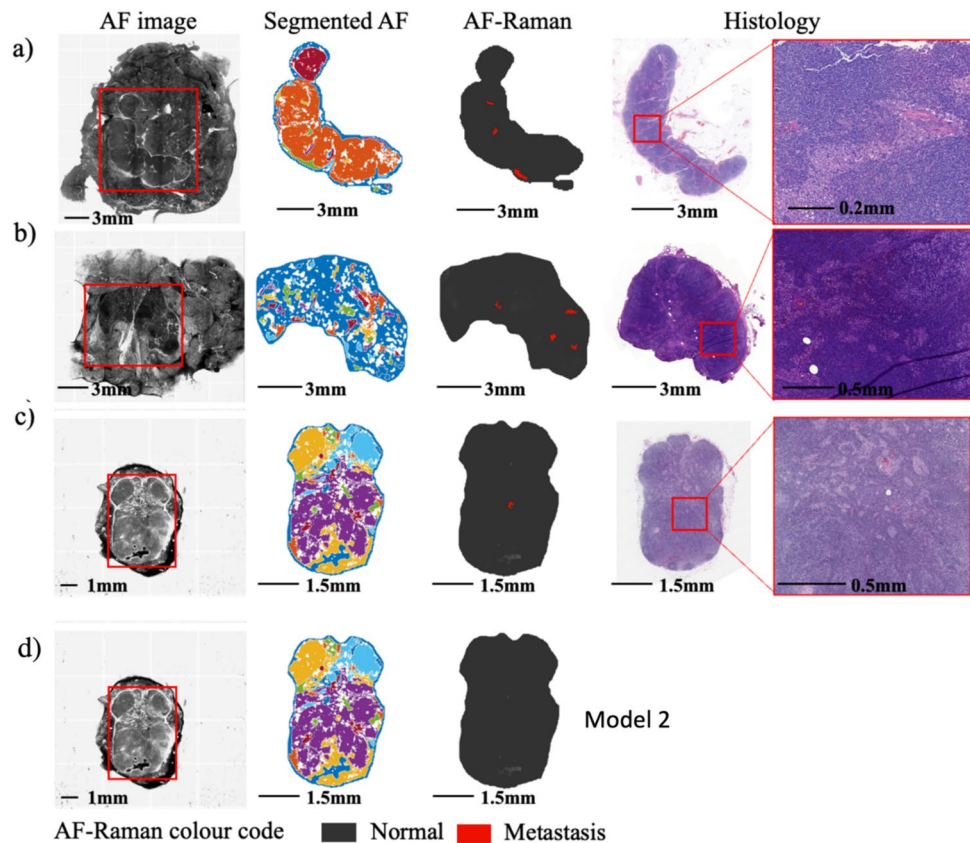 AF image Segmented AF AF-Raman Histology
a)
3mm 3mm 3mm 3mm 0.2mm
b)
3mm 3mm 3mm 3mm 0.5mm
c)
1mm 1.5mm 1.5mm 1.5mm 0.5mm
d)
Model 2
1mm 1.5mm 1.5mm
AF-Raman colour code Normal Metastasis